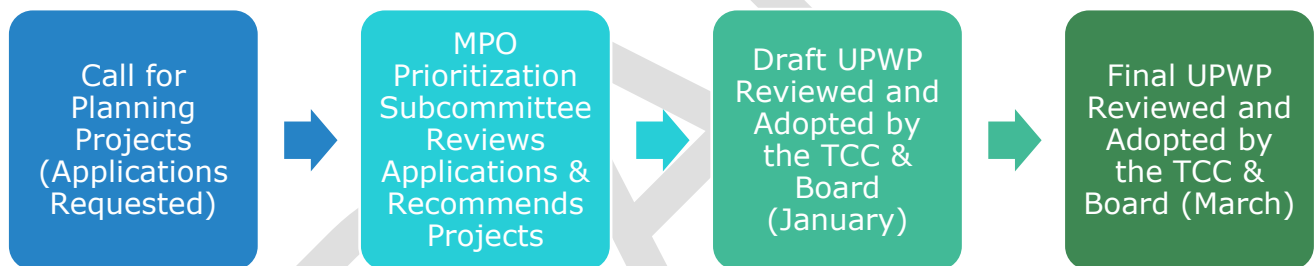 Call for
Planning
Projects
(Applications
Requested)
MPO
Prioritization
Subcommittee
Reviews
Applications &
Recommends
Projects
Draft UPWP
Reviewed and
Adopted by
the TCC &
Board
(January)
Final UPWP
Reviewed and
Adopted by
the TCC &
Board (March)